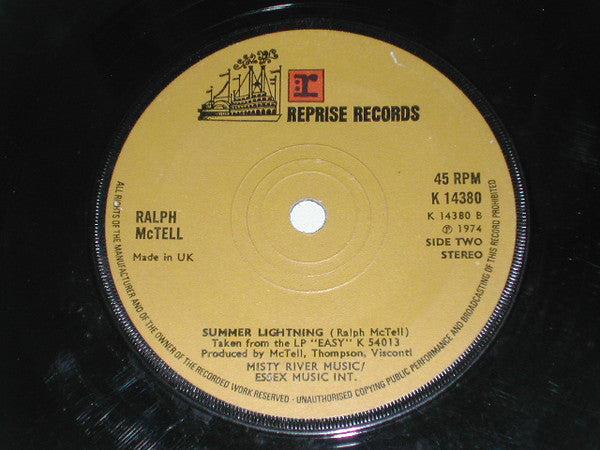 r
REPRISE RECORDS
45 RPM
K 14380
K 14380 B
℗ 1974
SIDE TWO
STEREO
RALPH
McTELL
Made in UK
SUMMER LIGHTNING (Ralph McTell)
Taken from the LP "EASY" K 54013
Produced by McTell, Thompson, Visconti
MISTY RIVER MUSIC/
ESSEX MUSIC INT.
ALL RIGHTS OF THE MANUFACTURER AND OF THE OWNER OF THE RECORDED WORK RESERVED · UNAUTHORISED COPYING PUBLIC PERFORMANCE AND BROADCASTING OF THIS RECORD PROHIBITED